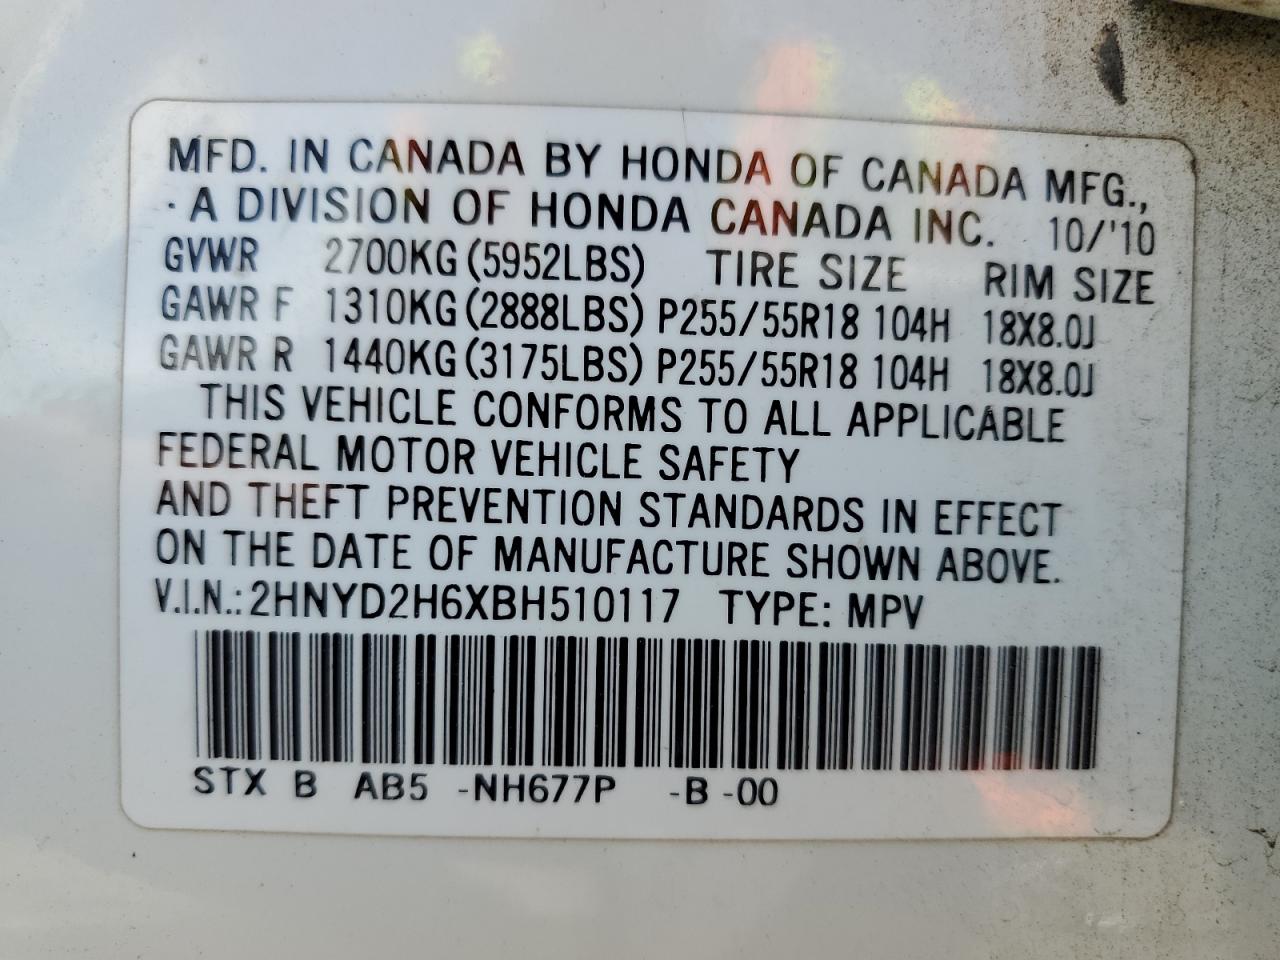 MFD. IN CANADA BY HONDA OF CANADA MFG.,
· A DIVISION OF HONDA CANADA INC. 10/'10
GVWR 2700KG (5952LBS) TIRE SIZE RIM SIZE
GAWR F 1310KG (2888LBS) P255/55R18 104H 18X8.0J
GAWR R 1440KG (3175LBS) P255/55R18 104H 18X8.0J
THIS VEHICLE CONFORMS TO ALL APPLICABLE
FEDERAL MOTOR VEHICLE SAFETY
AND THEFT PREVENTION STANDARDS IN EFFECT
ON THE DATE OF MANUFACTURE SHOWN ABOVE.
V.I.N.: 2HNYD2H6XBH510117 TYPE: MPV
STX B AB5 -NH677P -B -00